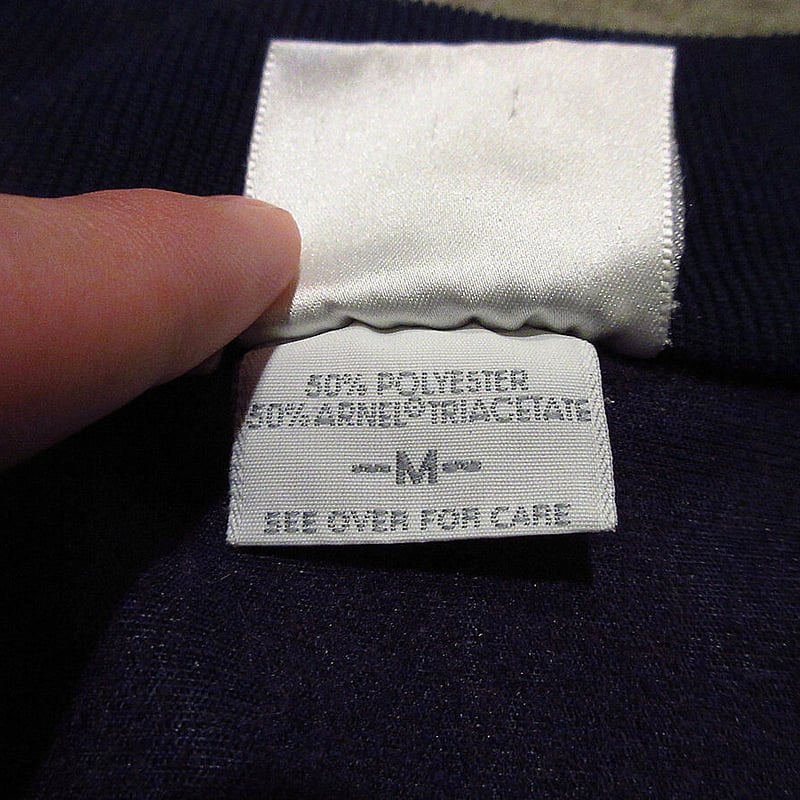 50% POLYESTER
50% ARNEL® TRIACETATE
-M-
SEE OVER FOR CARE